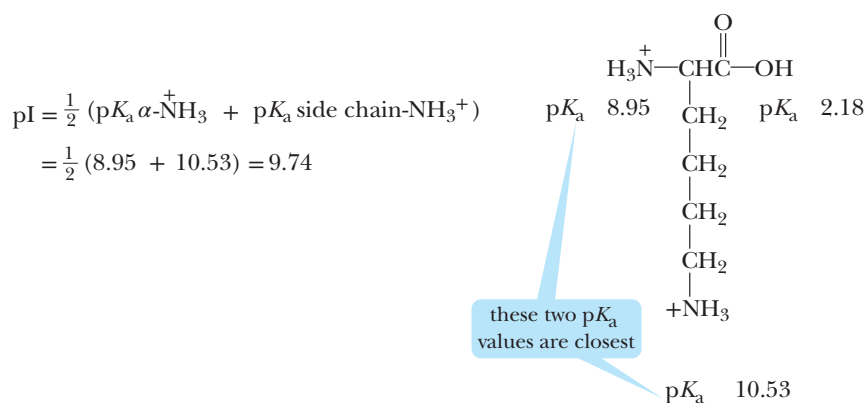 pI = 1/2 (pKa α-N⁺H3 + pKa side chain-NH3⁺)
= 1/2 (8.95 + 10.53) = 9.74
O
H3N⁺—CHC—OH
pKa 8.95
CH2
pKa 2.18
CH2
CH2
CH2
+NH3
these two pKa
values are closest
pKa 10.53